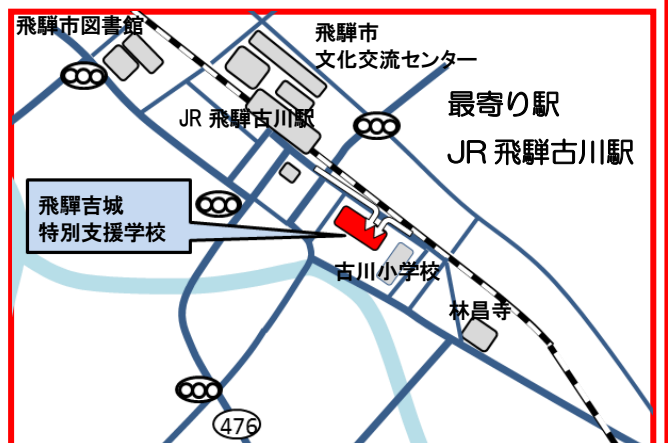 飛騨市図書館
飛騨市
文化交流センター
最寄り駅
JR 飛騨古川駅
JR 飛騨古川駅
飛驒吉城
特別支援学校
古川小学校
林昌寺
476